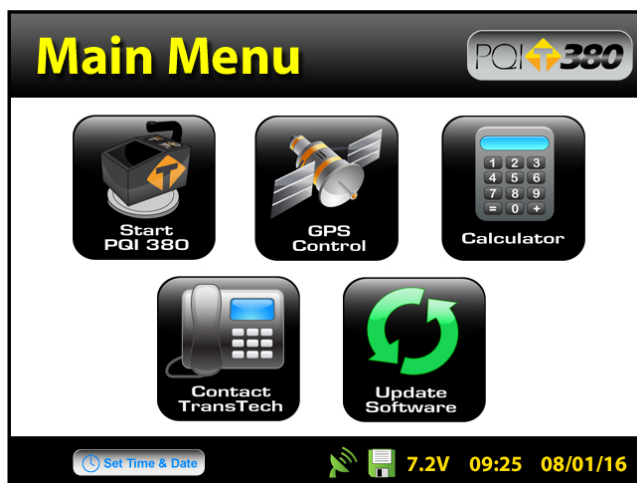 Main Menu
PQI T 380
Start
PQI 380
T
GPS
Control
Calculator
1 2 3
4 5 6
7 8 9
= 0 +
Contact
TransTech
Update
Software
Set Time & Date
7.2V 09:25 08/01/16